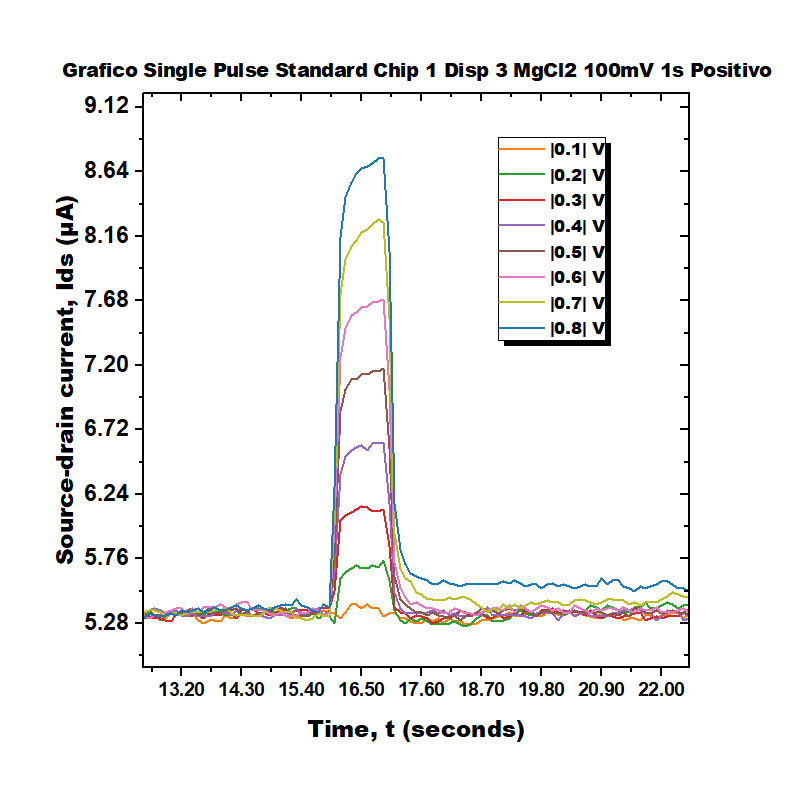 Grafico Single Pulse Standard Chip 1 Disp 3 MgCl2 100mV 1s Positivo
9.12
8.64
8.16
7.68
7.20
6.72
6.24
5.76
5.28
Source-drain current, Ids (µA)
|0.1| V
|0.2| V
|0.3| V
|0.4| V
|0.5| V
|0.6| V
|0.7| V
|0.8| V
13.20 14.30 15.40 16.50 17.60 18.70 19.80 20.90 22.00
Time, t (seconds)